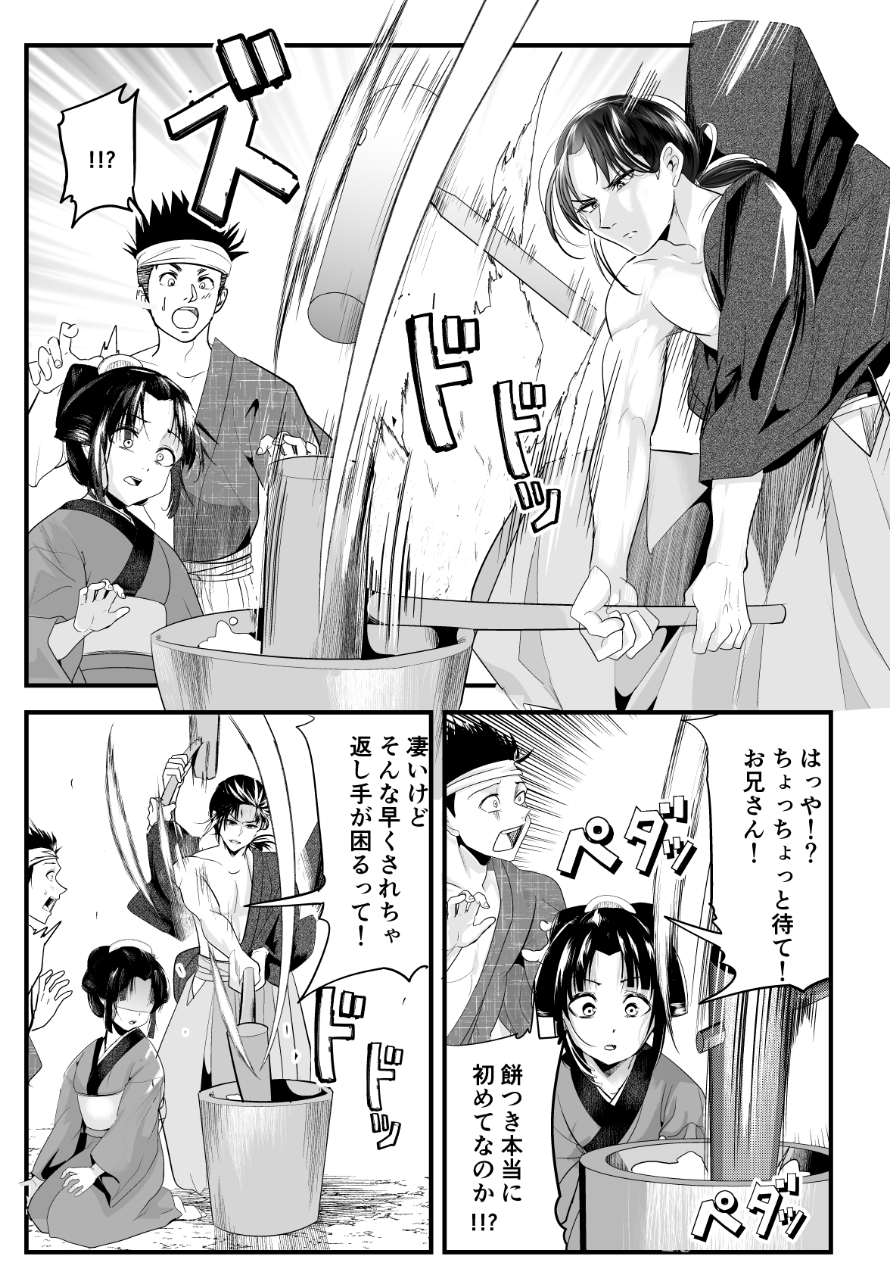 ズ
!!?
ドド
ドドッ
はっや!?
ちょっちょっと待て!
お兄さん!
ペダッ
餅つき本当に
初めてなのか!!?
ペダッ
凄いけど
そんな早くされちゃ
返し手が困るって!
ドドッ